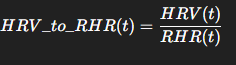 HRV_to_RHR(t) = HRV(t) / RHR(t)